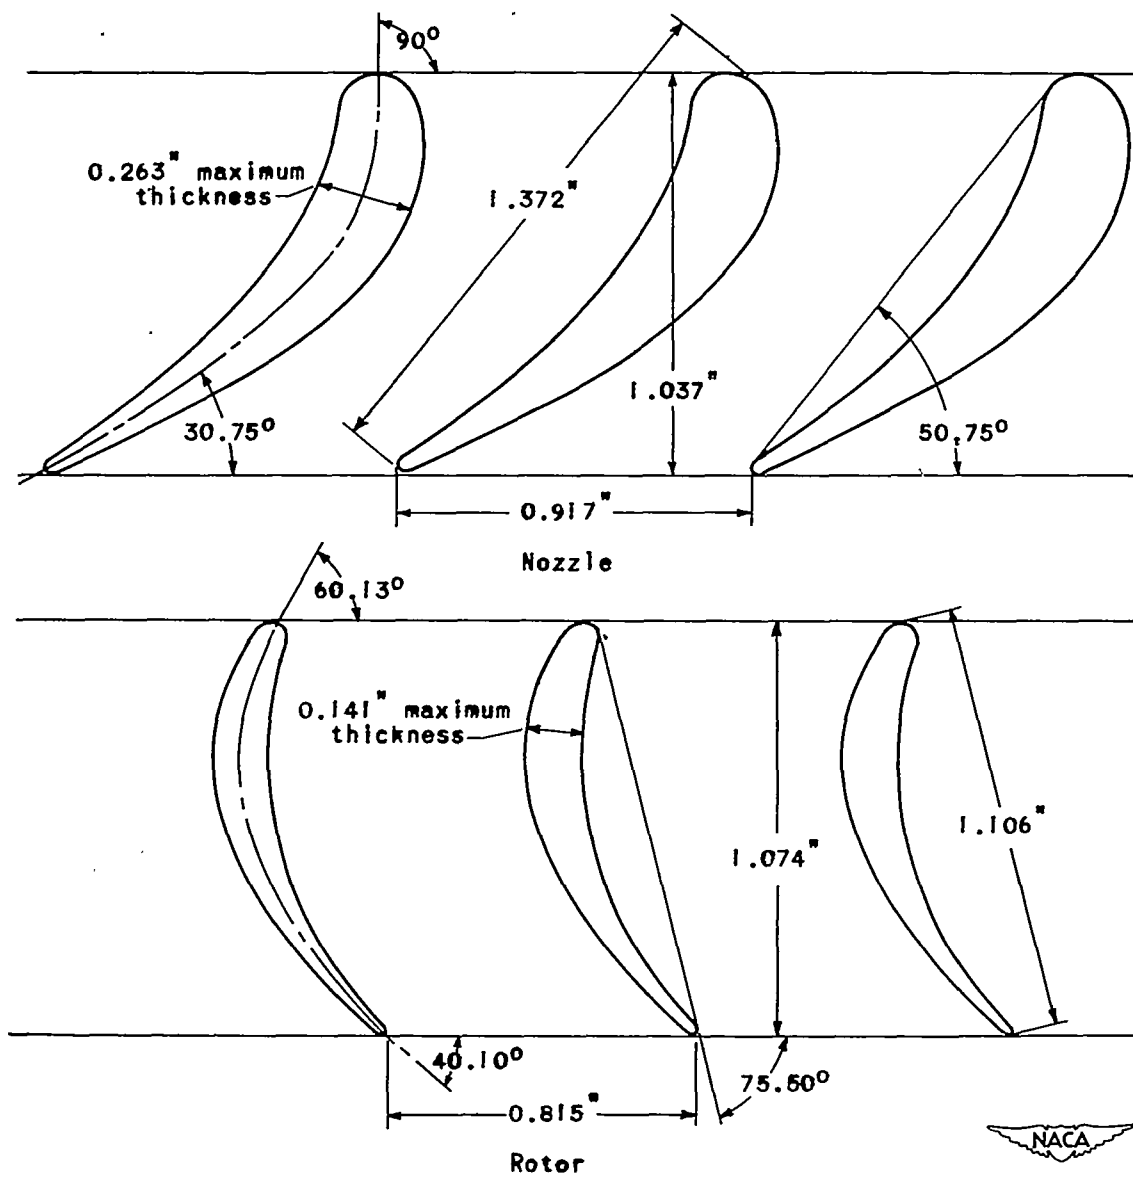 90°
0.263" maximum
thickness
1.372"
1.037"
30.75°
50.75°
0.917"
Nozzle
60.13°
0.141" maximum
thickness
1.074"
1.106"
40.10°
75.50°
0.815"
NACA
Rotor